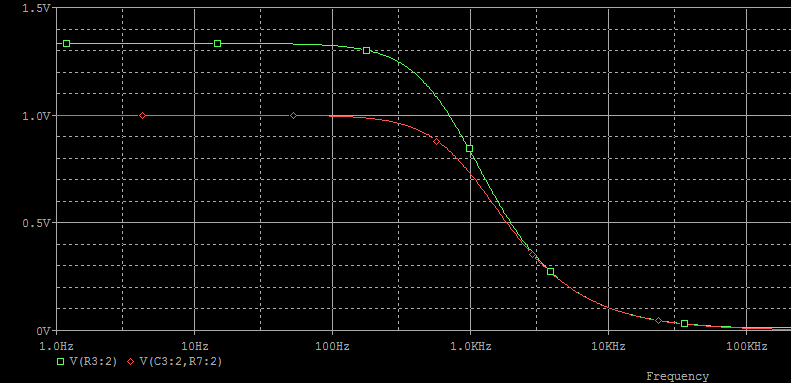 1.5V
1.0V
0.5V
0V
1.0Hz 10Hz 100Hz 1.0KHz 10KHz 100KHz
V(R3:2) V(C3:2,R7:2)
Frequency